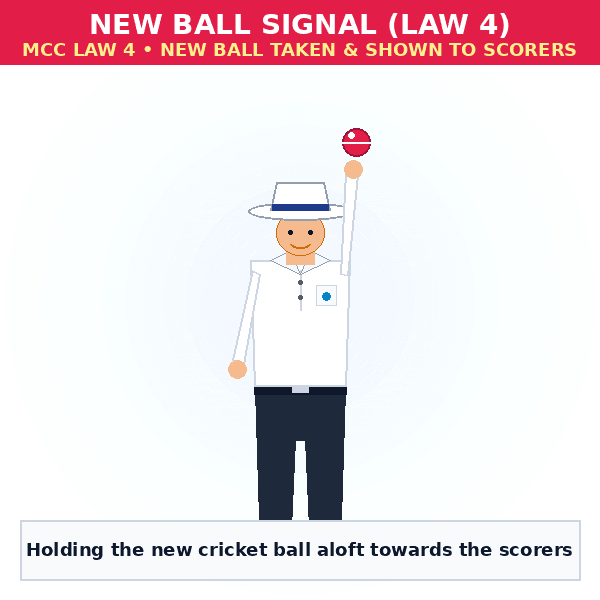 NEW BALL SIGNAL (LAW 4)
MCC LAW 4 • NEW BALL TAKEN & SHOWN TO SCORERS
Holding the new cricket ball aloft towards the scorers